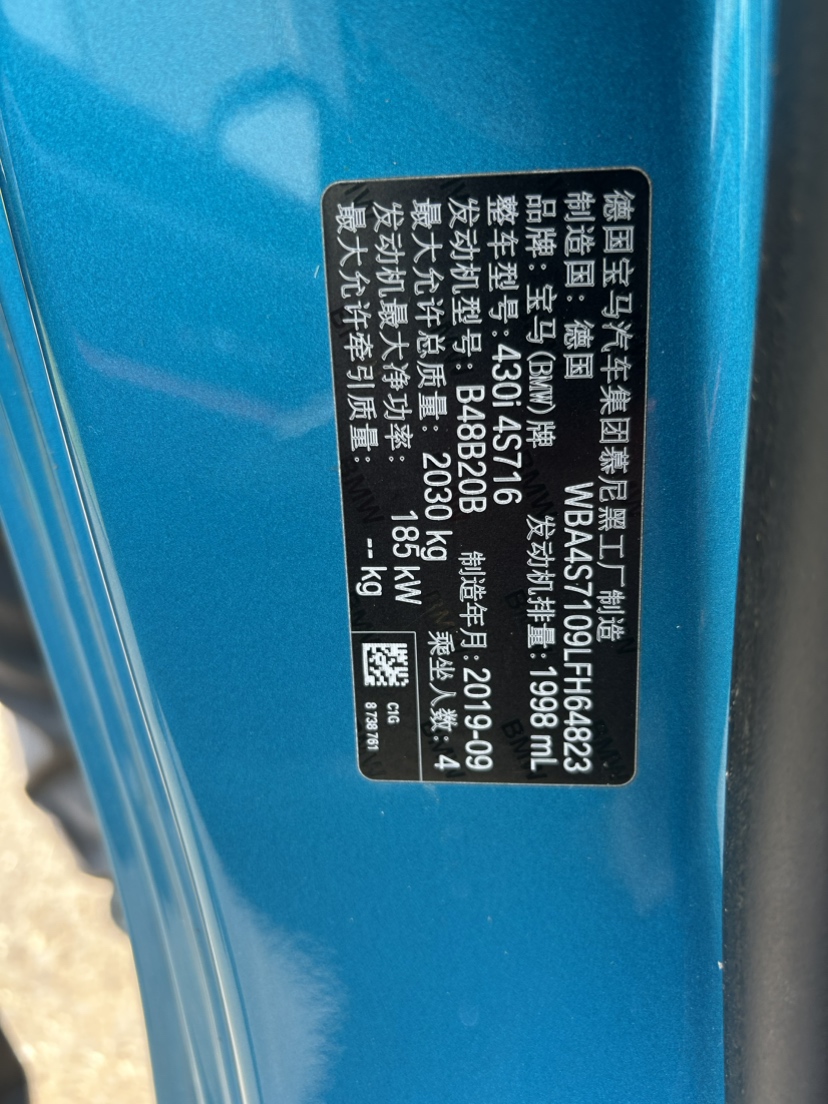 德国宝马汽车集团慕尼黑工厂制造
制造国：德国 WBA4S7109LFH64823
品牌：宝马(BMW)牌 发动机排量：1998 mL
整车型号：430i 4S716
发动机型号：B48B20B 制造年月：2019-09
最大允许总质量：2030 kg 乘坐人数：4
发动机最大净功率：185 kW
最大允许牵引质量：-- kg
C1G
8 738 761